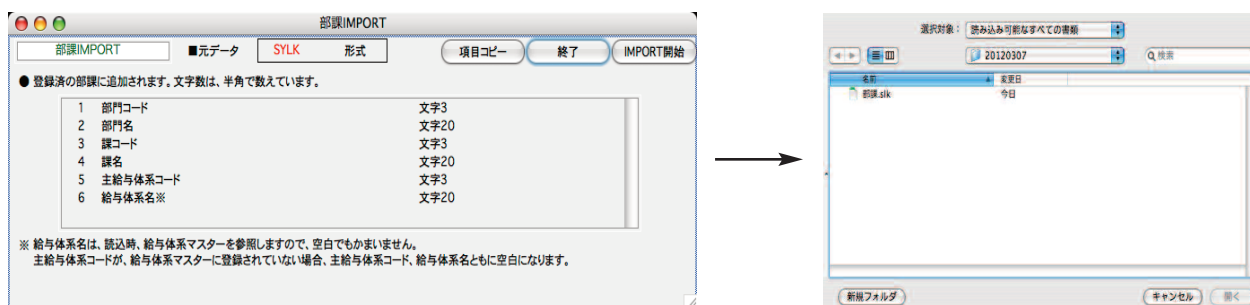 部課IMPORT
部課IMPORT ■元データ SYLK 形式 項目コピー 終了 IMPORT開始
● 登録済の部課に追加されます。文字数は、半角で数えています。
1 部門コード 文字3
2 部門名 文字20
3 課コード 文字3
4 課名 文字20
5 主給与体系コード 文字3
6 給与体系名※ 文字20
※ 給与体系名は、読込時、給与体系マスターを参照しますので、空白でもかまいません。
主給与体系コードが、給与体系マスターに登録されていない場合、主給与体系コード、給与体系名ともに空白になります。
選択対象： 読み込み可能なすべての書類
20120307 検索
名前 変更日
部課.slk 今日
新規フォルダ キャンセル 開く